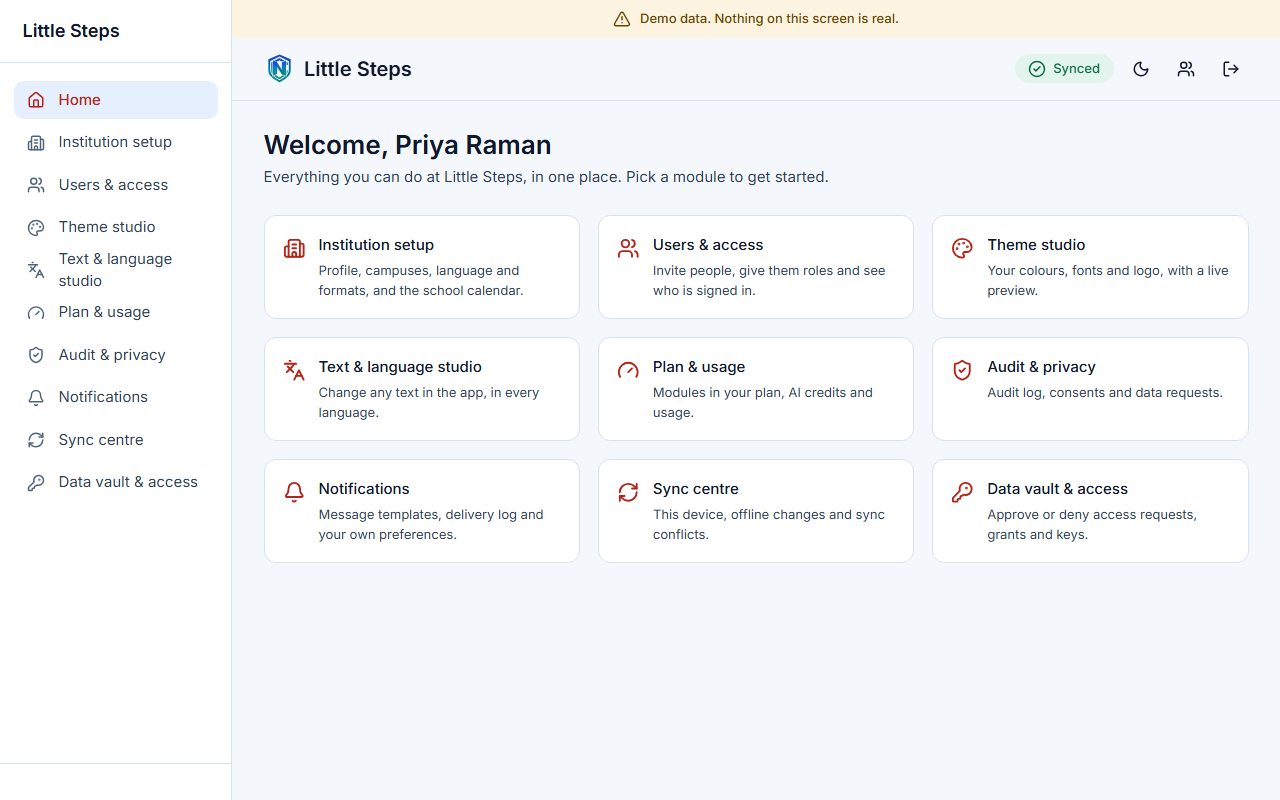 Little Steps
Home
Institution setup
Users & access
Theme studio
Text & language
studio
Plan & usage
Audit & privacy
Notifications
Sync centre
Data vault & access
Demo data. Nothing on this screen is real.
Little Steps
Synced
Welcome, Priya Raman
Everything you can do at Little Steps, in one place. Pick a module to get started.
Institution setup
Profile, campuses, language and
formats, and the school calendar.
Users & access
Invite people, give them roles and see
who is signed in.
Theme studio
Your colours, fonts and logo, with a live
preview.
Text & language studio
Change any text in the app, in every
language.
Plan & usage
Modules in your plan, AI credits and
usage.
Audit & privacy
Audit log, consents and data requests.
Notifications
Message templates, delivery log and
your own preferences.
Sync centre
This device, offline changes and sync
conflicts.
Data vault & access
Approve or deny access requests,
grants and keys.